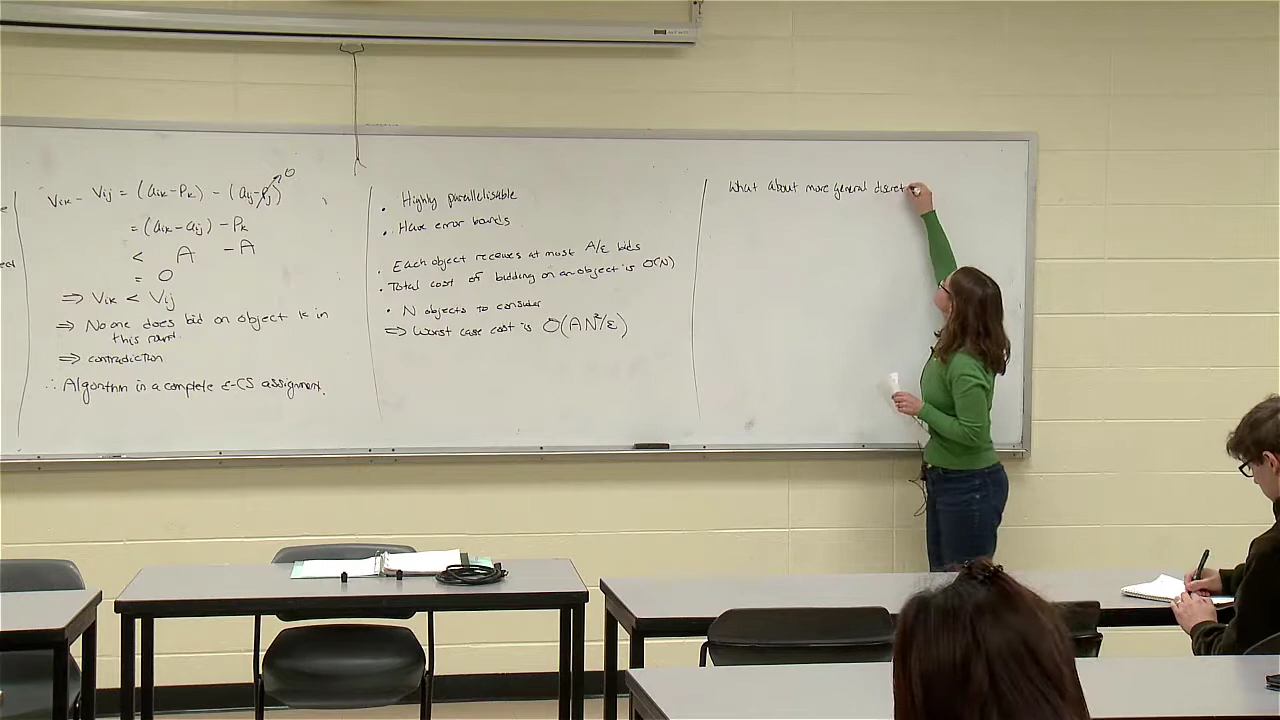 Vik - Vij = (aik - Pk) - (aij - Pj) 0
= (aik - aij) - Pk
< A - A
= 0
⇒ Vik < Vij
⇒ No one does bid on object k in
this round.
⇒ contradiction
∴ Algorithm in a complete ε-CS assignment.
• Highly parallelisable
• Have error bounds
• Each object receives at most A/ε bids
• Total cost of bidding on an object is O(N)
• N objects to consider
⇒ Worst case cost is O(AN²/ε)
What about more general discret